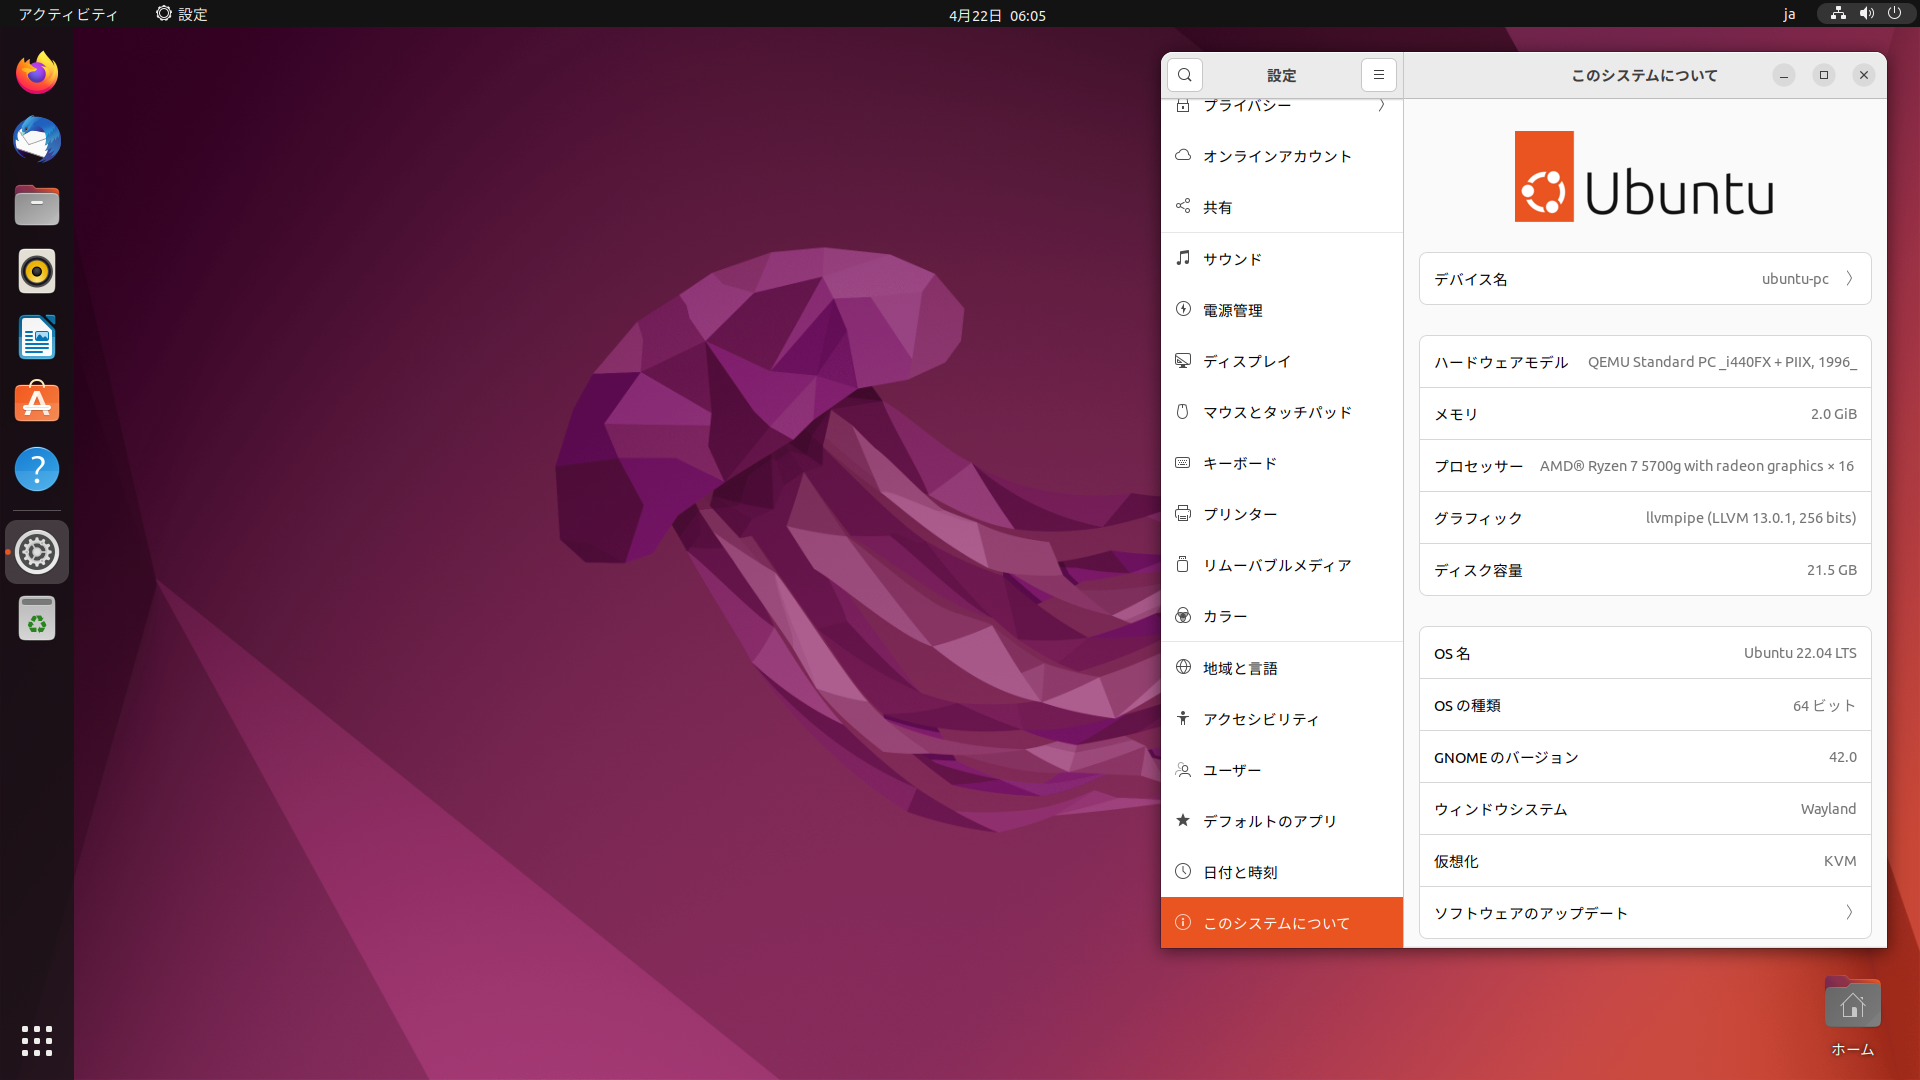 アクティビティ
設定
4月22日 06:05
ja
設定
このシステムについて
プライバシー
オンラインアカウント
共有
サウンド
電源管理
ディスプレイ
マウスとタッチパッド
キーボード
プリンター
リムーバブルメディア
カラー
地域と言語
アクセシビリティ
ユーザー
デフォルトのアプリ
日付と時刻
このシステムについて
Ubuntu
デバイス名 ubuntu-pc
ハードウェアモデル QEMU Standard PC _i440FX + PIIX, 1996_
メモリ 2.0 GiB
プロセッサー AMD® Ryzen 7 5700g with radeon graphics × 16
グラフィック llvmpipe (LLVM 13.0.1, 256 bits)
ディスク容量 21.5 GB
OS 名 Ubuntu 22.04 LTS
OS の種類 64 ビット
GNOME のバージョン 42.0
ウィンドウシステム Wayland
仮想化 KVM
ソフトウェアのアップデート
ホーム